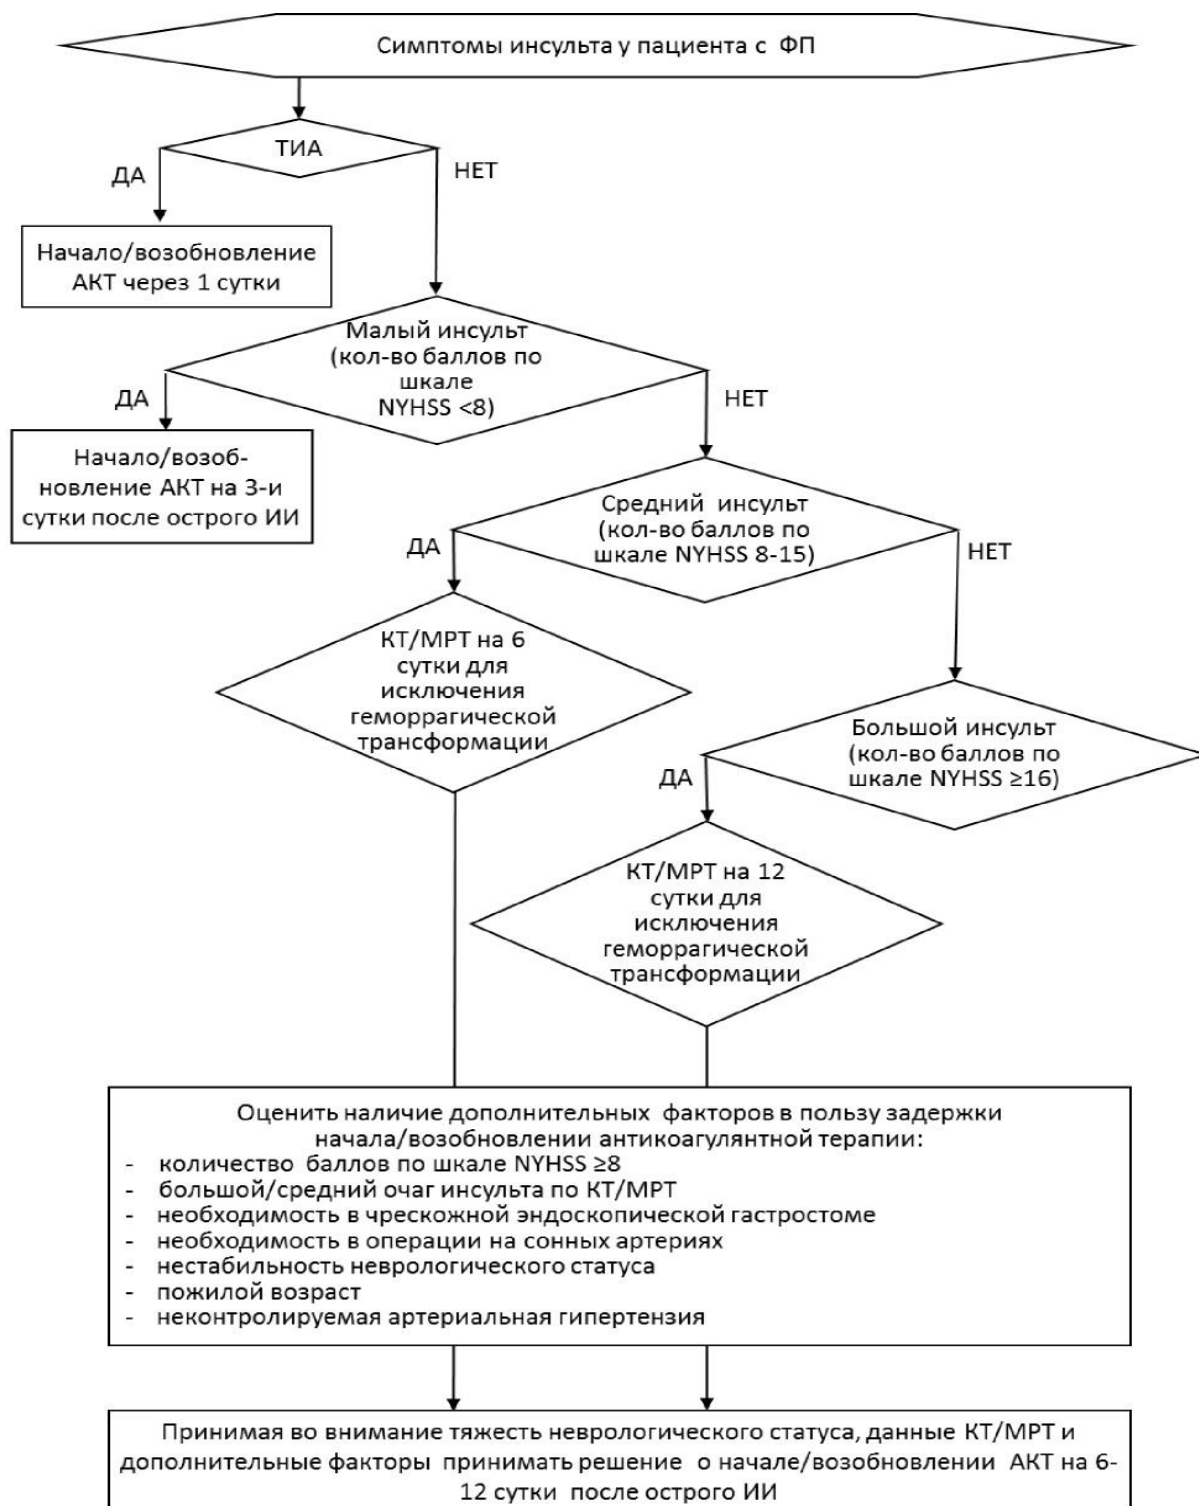 Симптомы инсульта у пациента с ФП
ТИА
ДА
НЕТ
Начало/возобновление
АКТ через 1 сутки
Малый инсульт
(кол-во баллов по
шкале
NYHSS <8)
ДА
НЕТ
Начало/возоб-
новление АКТ на 3-и
сутки после острого ИИ
Средний инсульт
(кол-во баллов по
шкале NYHSS 8-15)
ДА
НЕТ
КТ/МРТ на 6
сутки для
исключения
геморрагической
трансформации
Большой инсульт
(кол-во баллов по
шкале NYHSS ≥16)
ДА
КТ/МРТ на 12
сутки для
исключения
геморрагической
трансформации
Оценить наличие дополнительных факторов в пользу задержки
начала/возобновлении антикоагулянтной терапии:
- количество баллов по шкале NYHSS ≥8
- большой/средний очаг инсульта по КТ/МРТ
- необходимость в чрескожной эндоскопической гастростоме
- необходимость в операции на сонных артериях
- нестабильность неврологического статуса
- пожилой возраст
- неконтролируемая артериальная гипертензия
Принимая во внимание тяжесть неврологического статуса, данные КТ/МРТ и
дополнительные факторы принимать решение о начале/возобновлении АКТ на 6-
12 сутки после острого ИИ